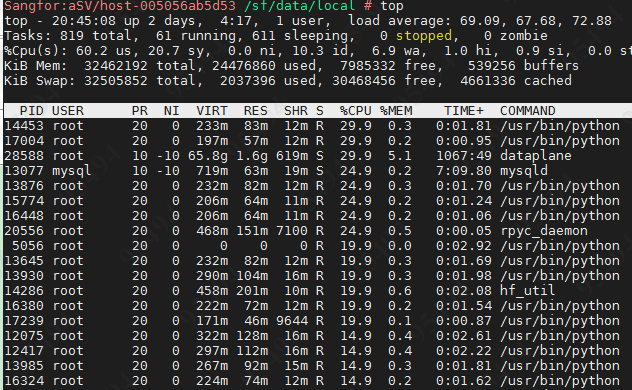 Sangfor:aSV/host-005056ab5d53 /sf/data/local # top
top - 20:45:08 up 2 days,  4:17,  1 user,  load average: 69.09, 67.68, 72.88
Tasks: 819 total,  61 running, 611 sleeping,   0 stopped,   0 zombie
%Cpu(s): 60.2 us, 20.7 sy,  0.0 ni, 10.3 id,  6.9 wa,  1.0 hi,  0.9 si,  0.0 st
KiB Mem:  32462192 total, 24476860 used,  7985332 free,   539256 buffers
KiB Swap: 32505852 total,  2037396 used, 30468456 free,  4661336 cached
PID USER PR NI VIRT RES SHR S %CPU %MEM TIME+ COMMAND
14453 root 20 0 233m 83m 12m R 29.9 0.3 0:01.81 /usr/bin/python
17004 root 20 0 197m 57m 12m R 29.9 0.2 0:00.95 /usr/bin/python
28588 root 10 -10 65.8g 1.6g 619m S 29.9 5.1 1067:49 dataplane
13077 mysql 10 -10 719m 63m 19m S 24.9 0.2 7:09.80 mysqld
13876 root 20 0 232m 82m 12m R 24.9 0.3 0:01.70 /usr/bin/python
15774 root 20 0 206m 64m 11m R 24.9 0.2 0:01.24 /usr/bin/python
16448 root 20 0 206m 64m 11m R 24.9 0.2 0:01.06 /usr/bin/python
20556 root 20 0 468m 151m 7100 R 24.9 0.5 0:00.05 rpyc_daemon
5056 root 20 0 0 0 0 R 19.9 0.0 0:02.92 /usr/bin/python
13645 root 20 0 232m 82m 12m R 19.9 0.3 0:01.69 /usr/bin/python
13930 root 20 0 290m 104m 16m R 19.9 0.3 0:01.98 /usr/bin/python
14286 root 20 0 458m 201m 10m R 19.9 0.6 0:02.08 hf_util
16380 root 20 0 222m 72m 12m R 19.9 0.2 0:01.54 /usr/bin/python
17239 root 20 0 171m 46m 9644 R 19.9 0.1 0:00.87 /usr/bin/python
12075 root 20 0 322m 128m 16m R 14.9 0.4 0:02.61 /usr/bin/python
12417 root 20 0 297m 112m 16m R 14.9 0.4 0:02.22 /usr/bin/python
13985 root 20 0 267m 92m 15m R 14.9 0.3 0:01.81 /usr/bin/python
16324 root 20 0 224m 74m 12m R 14.9 0.2 0:01.62 /usr/bin/python